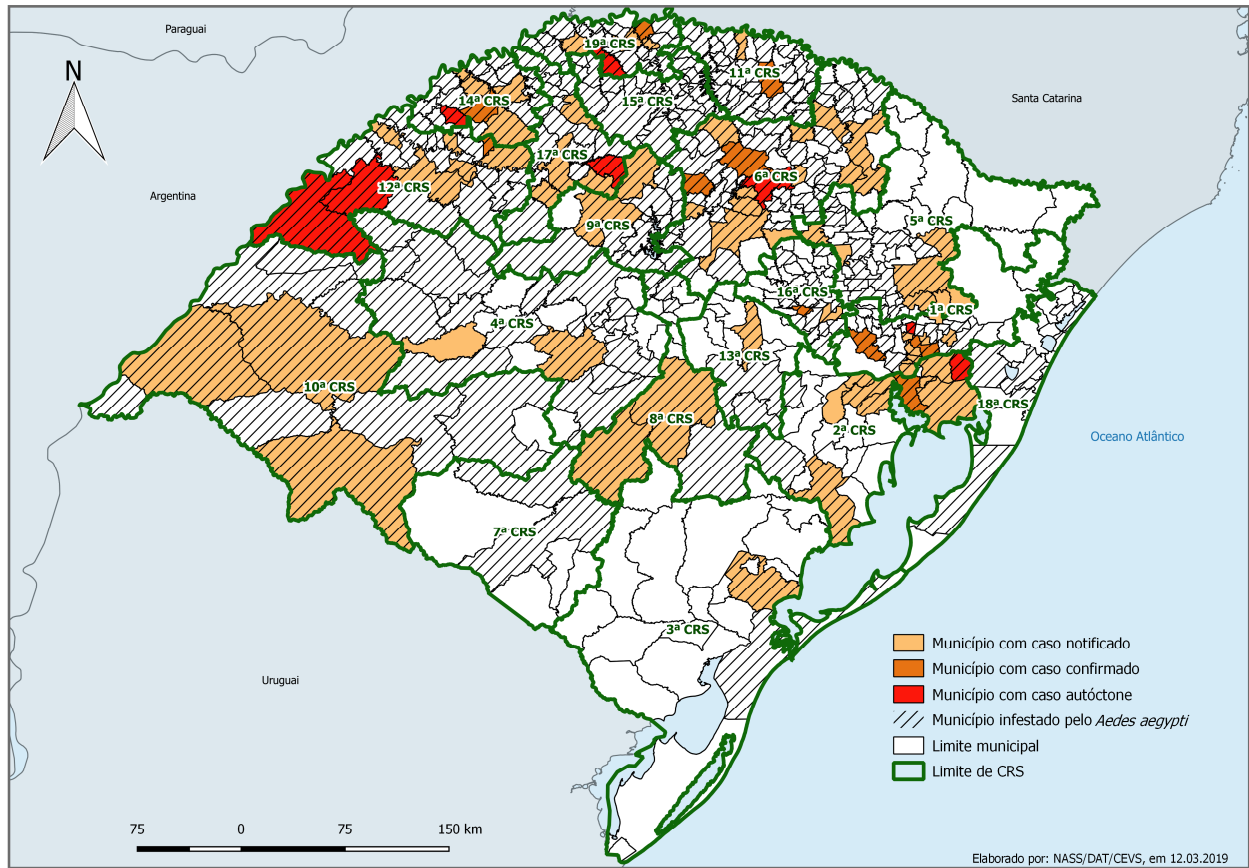 Paraguai
N
Santa Catarina
Argentina
19ª CRS
11ª CRS
14ª CRS
15ª CRS
17ª CRS
6ª CRS
12ª CRS
5ª CRS
9ª CRS
16ª CRS
1ª CRS
4ª CRS
13ª CRS
10ª CRS
18ª CRS
8ª CRS
2ª CRS
Oceano Atlântico
7ª CRS
3ª CRS
Uruguai
Município com caso notificado
Município com caso confirmado
Município com caso autóctone
Município infestado pelo Aedes aegypti
Limite municipal
Limite de CRS
75 0 75 150 km
Elaborado por: NASS/DAT/CEVS, em 12.03.2019